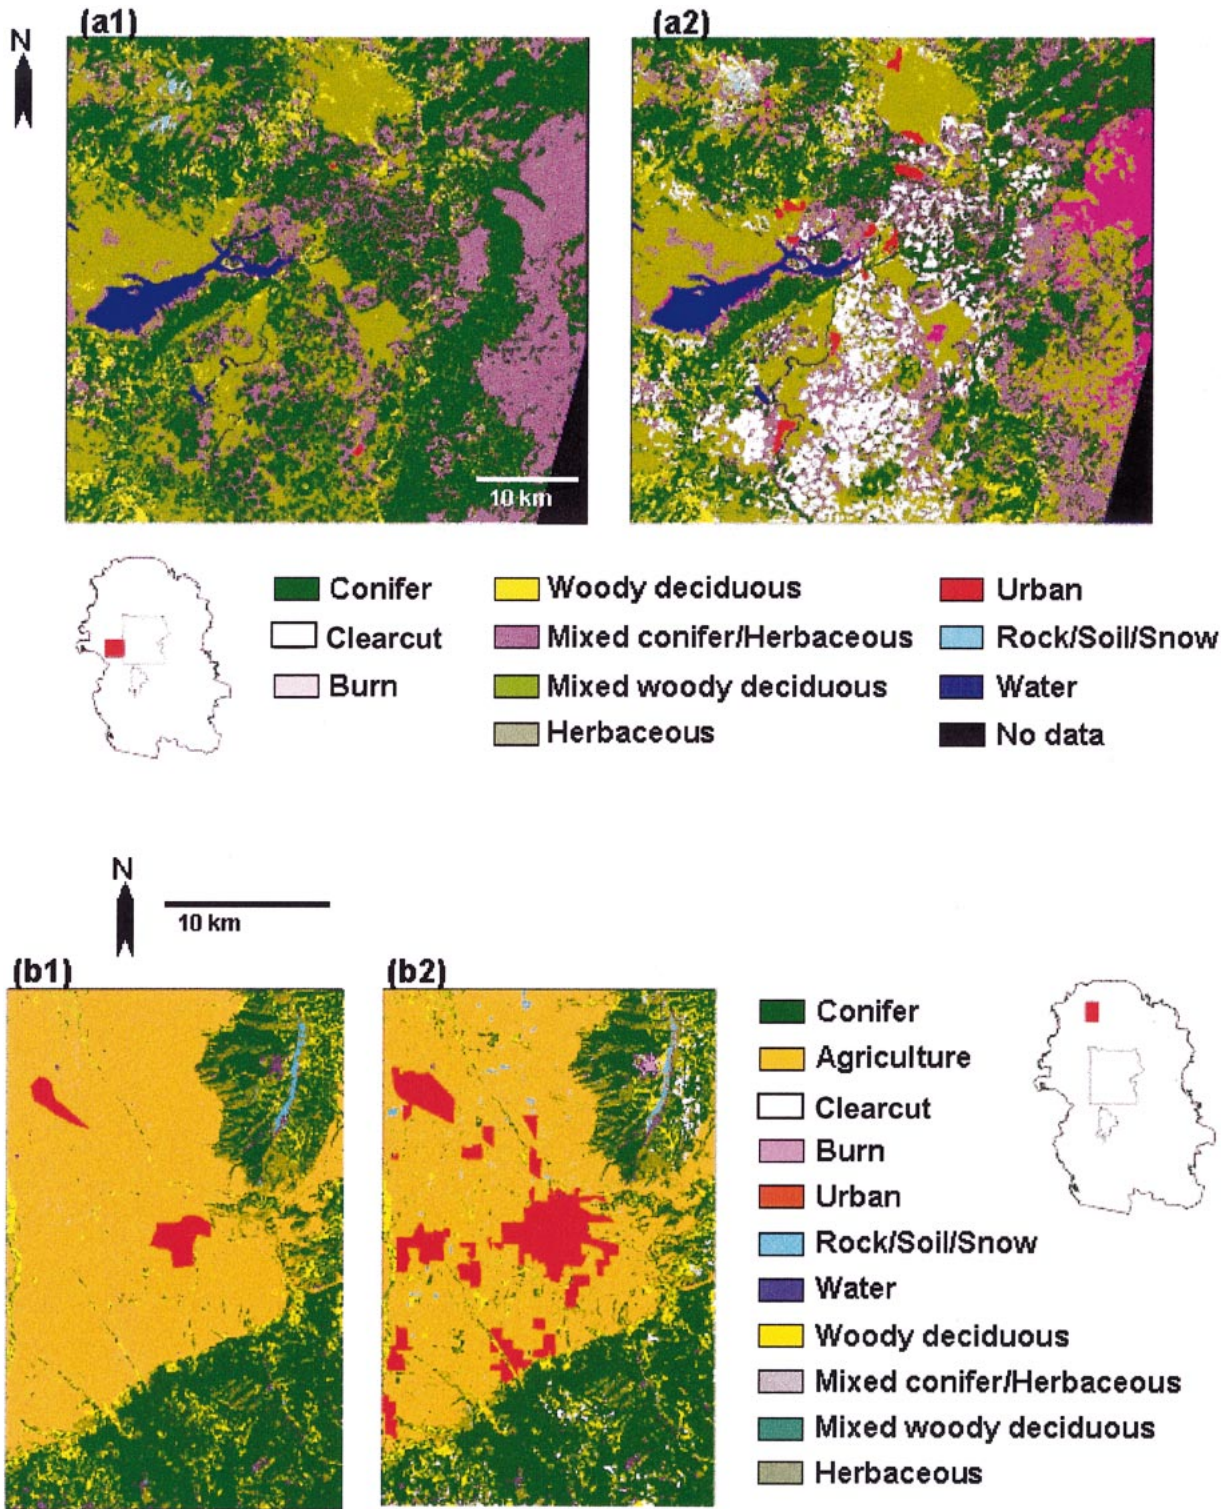 (a1)
(a2)
N
10 km
Conifer
Clearcut
Burn
Woody deciduous
Mixed conifer/Herbaceous
Mixed woody deciduous
Herbaceous
Urban
Rock/Soil/Snow
Water
No data
N
10 km
(b1)
(b2)
Conifer
Agriculture
Clearcut
Burn
Urban
Rock/Soil/Snow
Water
Woody deciduous
Mixed conifer/Herbaceous
Mixed woody deciduous
Herbaceous